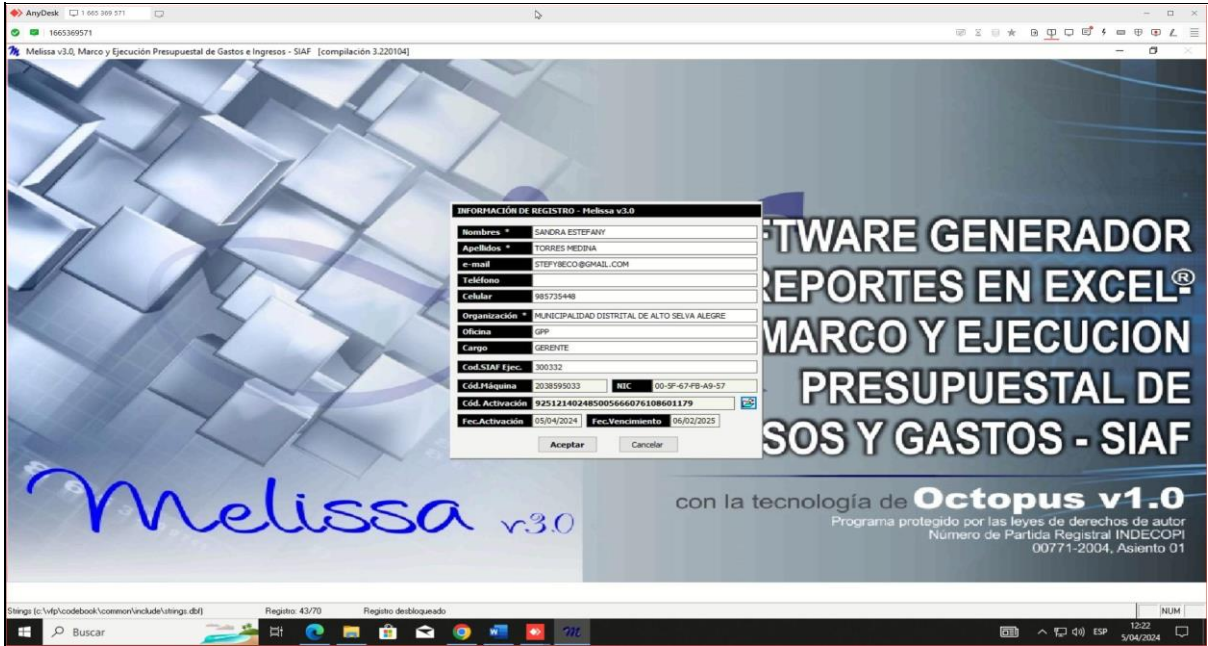 AnyDesk 1 665 369 571
1665369571
Melissa v3.0, Marco y Ejecución Presupuestal de Gastos e Ingresos - SIAF [compilación 3.220104]
INFORMACIÓN DE REGISTRO - Melissa v3.0
Nombres * SANDRA ESTEFANY
Apellidos * TORRES MEDINA
e-mail STEFYBECO@GMAIL.COM
Teléfono
Celular 985735448
Organización * MUNICIPALIDAD DISTRITAL DE ALTO SELVA ALEGRE
Oficina GPP
Cargo GERENTE
Cod.SIAF Ejec. 300332
Cód.Máquina 2038595033 NIC 00-5F-67-FB-A9-57
Cód. Activación 925121402485005666076108601179
Fec.Activación 05/04/2024 Fec.Vencimiento 06/02/2025
Aceptar Cancelar
FTWARE GENERADOR
REPORTES EN EXCEL®
MARCO Y EJECUCION
PRESUPUESTAL DE
SOS Y GASTOS - SIAF
Melissa v3.0
con la tecnología de Octopus v1.0
Programa protegido por las leyes de derechos de autor
Número de Partida Registral INDECOPI
00771-2004, Asiento 01
Strings (c:\vfp\codebook\common\include\strings.dbf) Registro: 43/70 Registro desbloqueado NUM
Buscar ESP 12:22
5/04/2024